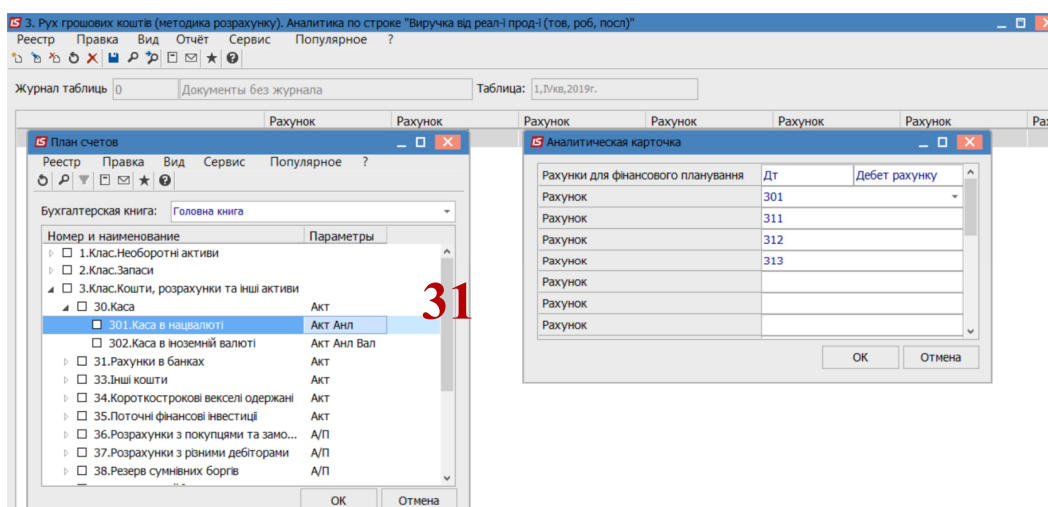 3. Рух грошових коштів (методика розрахунку). Аналитика по строке "Виручка від реал-і прод-і (тов, роб, посл)"
Реестр Правка Вид Отчёт Сервис Популярное ?
Журнал таблиць 0 Документы без журнала Таблица: 1,IVкв,2019г.
Рахунок Рахунок Рахунок Рахунок Рахунок Рахунок Рах
План счетов
Реестр Правка Вид Сервис Популярное ?
Бухгалтерская книга: Головна книга
Номер и наименование Параметры
1.Клас.Необоротні активи
2.Клас.Запаси
3.Клас.Кошти, розрахунки та інші активи
30.Каса Акт
301.Каса в нацвалюті Акт Анл
302.Каса в іноземній валюті Акт Анл Вал
31.Рахунки в банках Акт
33.Інші кошти Акт
34.Короткострокові векселі одержані Акт
35.Поточні фінансові інвестиції Акт
36.Розрахунки з покупцями та замо... А/П
37.Розрахунки з різними дебіторами А/П
38.Резерв сумнівних боргів А/П
ОК Отмена
31
Аналитическая карточка
Рахунки для фінансового планування Дт Дебет рахунку
Рахунок 301
Рахунок 311
Рахунок 312
Рахунок 313
Рахунок
Рахунок
Рахунок
ОК Отмена